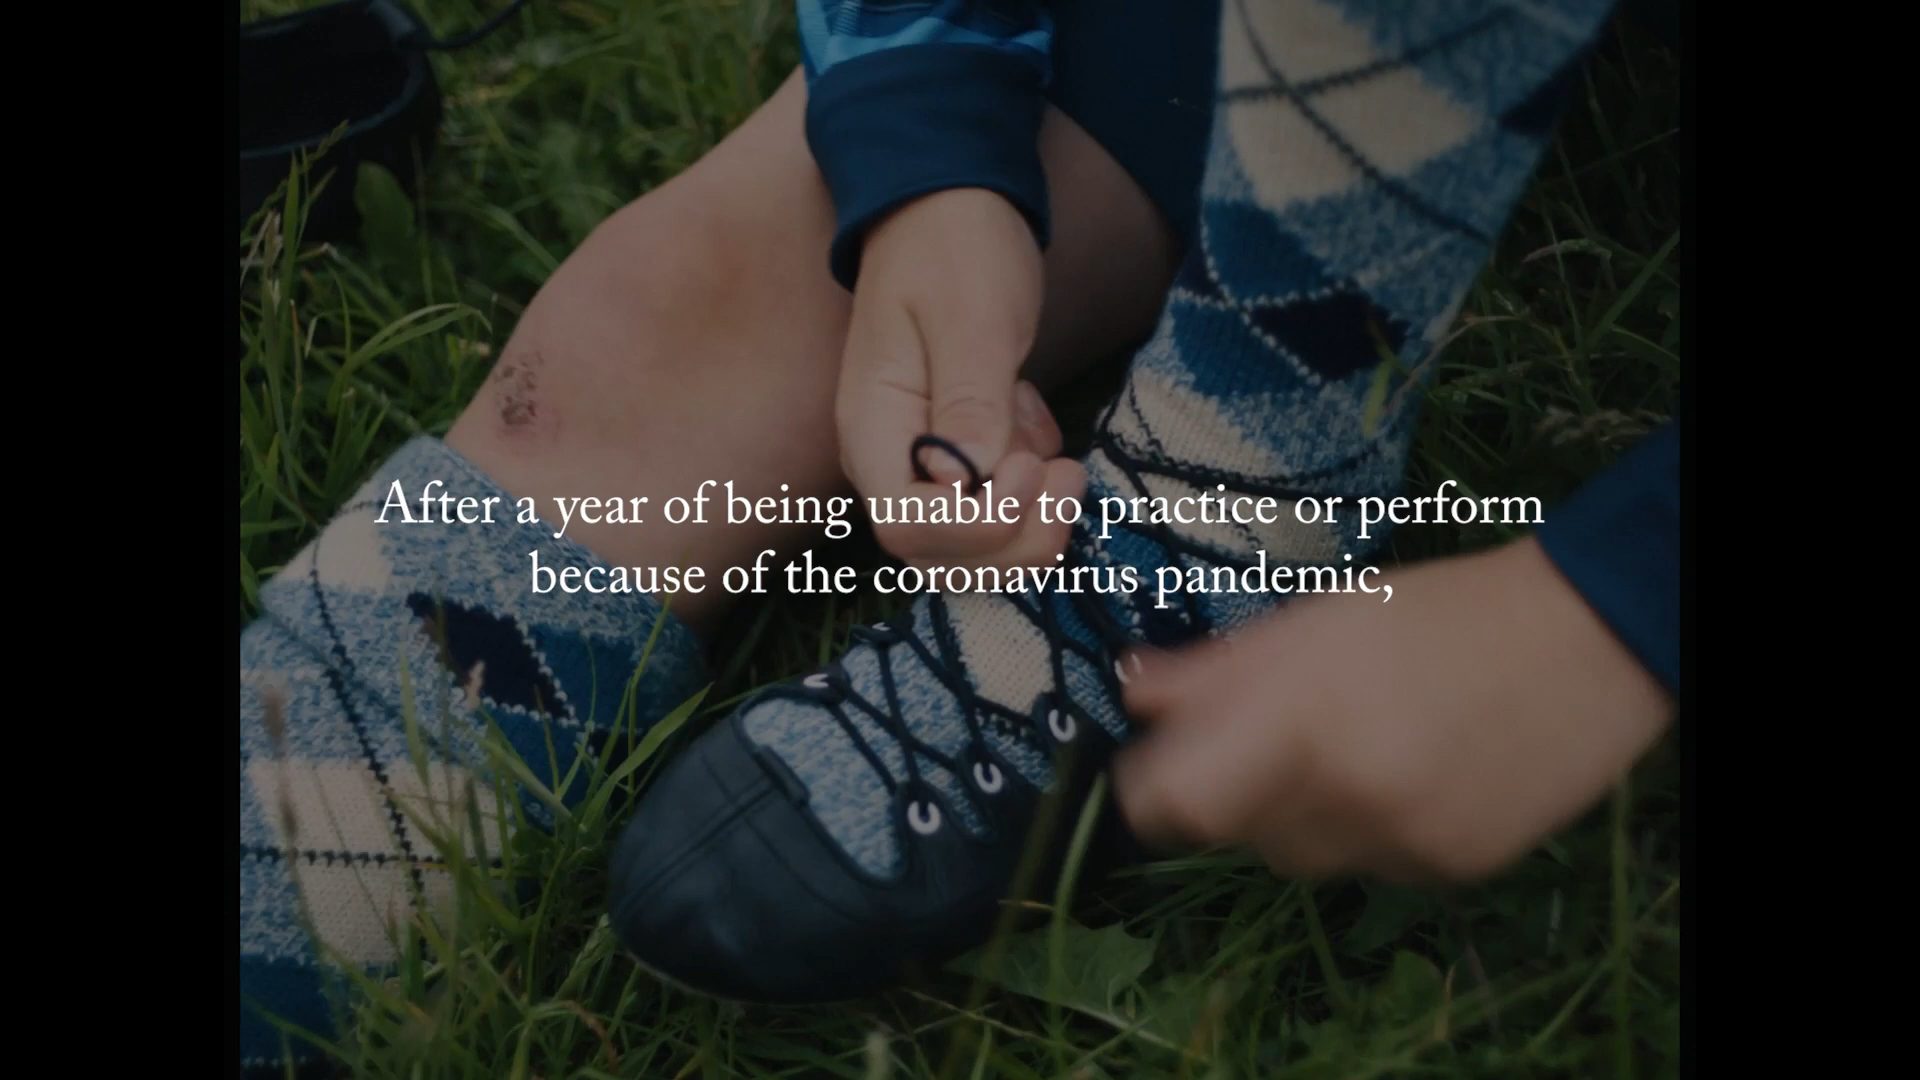 After a year of being unable to practice or perform
because of the coronavirus pandemic,